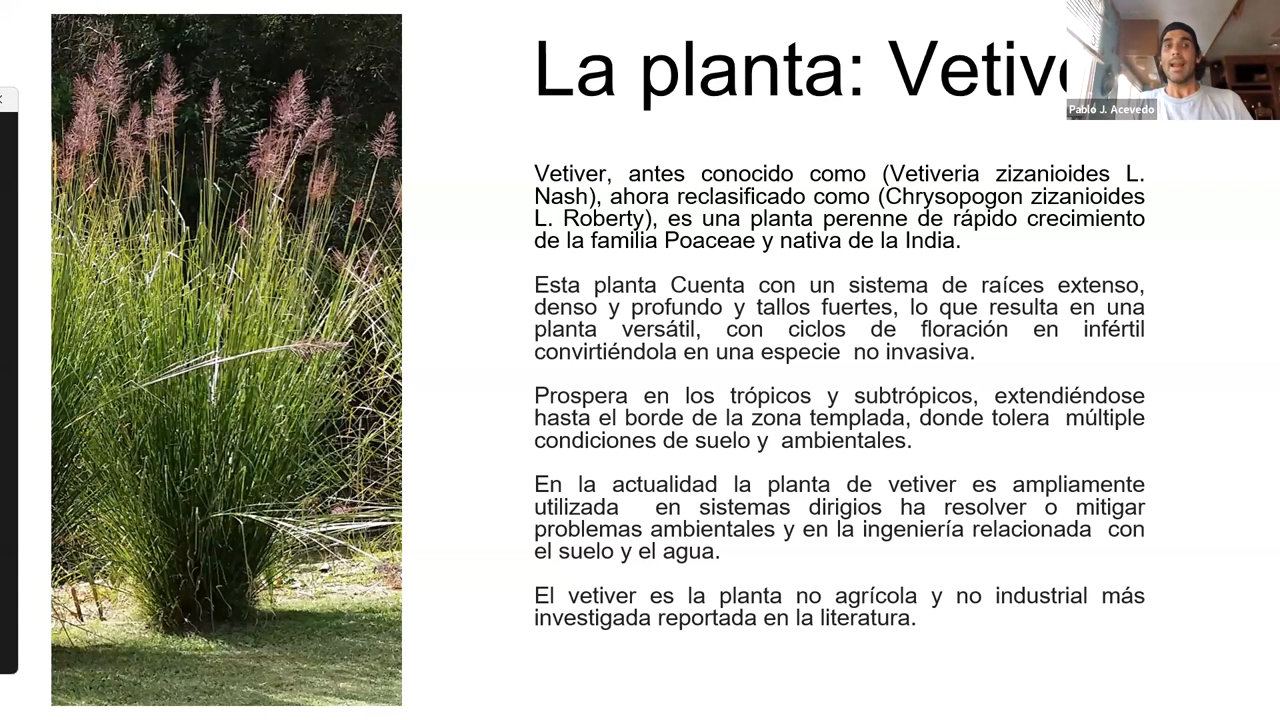 La planta: Vetive
Pablo J. Acevedo
Vetiver, antes conocido como (Vetiveria zizanioides L.
Nash), ahora reclasificado como (Chrysopogon zizanioides
L. Roberty), es una planta perenne de rápido crecimiento
de la familia Poaceae y nativa de la India.
Esta planta Cuenta con un sistema de raíces extenso,
denso y profundo y tallos fuertes, lo que resulta en una
planta versátil, con ciclos de floración en infértil
convirtiéndola en una especie no invasiva.
Prospera en los trópicos y subtrópicos, extendiéndose
hasta el borde de la zona templada, donde tolera múltiple
condiciones de suelo y ambientales.
En la actualidad la planta de vetiver es ampliamente
utilizada en sistemas dirigios ha resolver o mitigar
problemas ambientales y en la ingeniería relacionada con
el suelo y el agua.
El vetiver es la planta no agrícola y no industrial más
investigada reportada en la literatura.